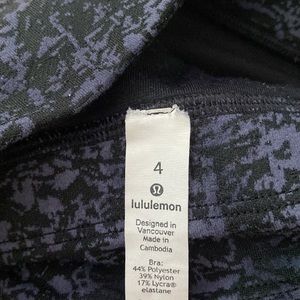 4
lululemon
Designed in
Vancouver
Made in
Cambodia
Bra:
44% Polyester
39% Nylon
17% Lycra®
elastane